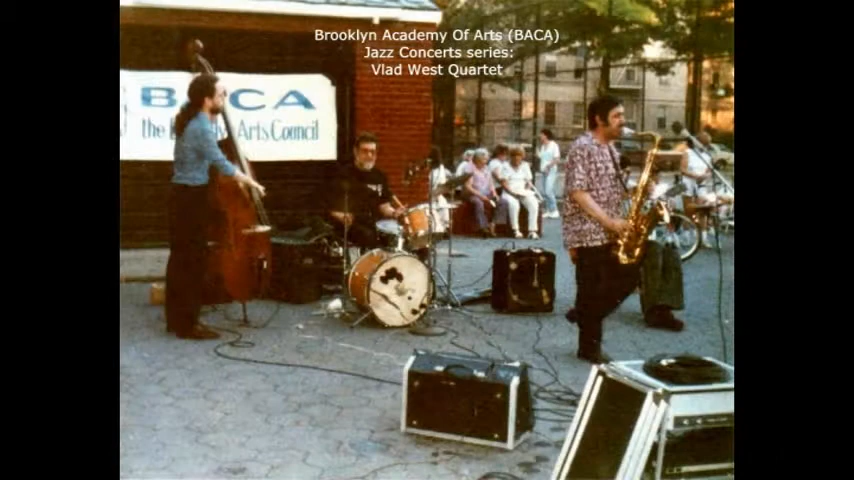 Brooklyn Academy Of Arts (BACA)
Jazz Concerts series:
Vlad West Quartet
BACA
the Arts Council